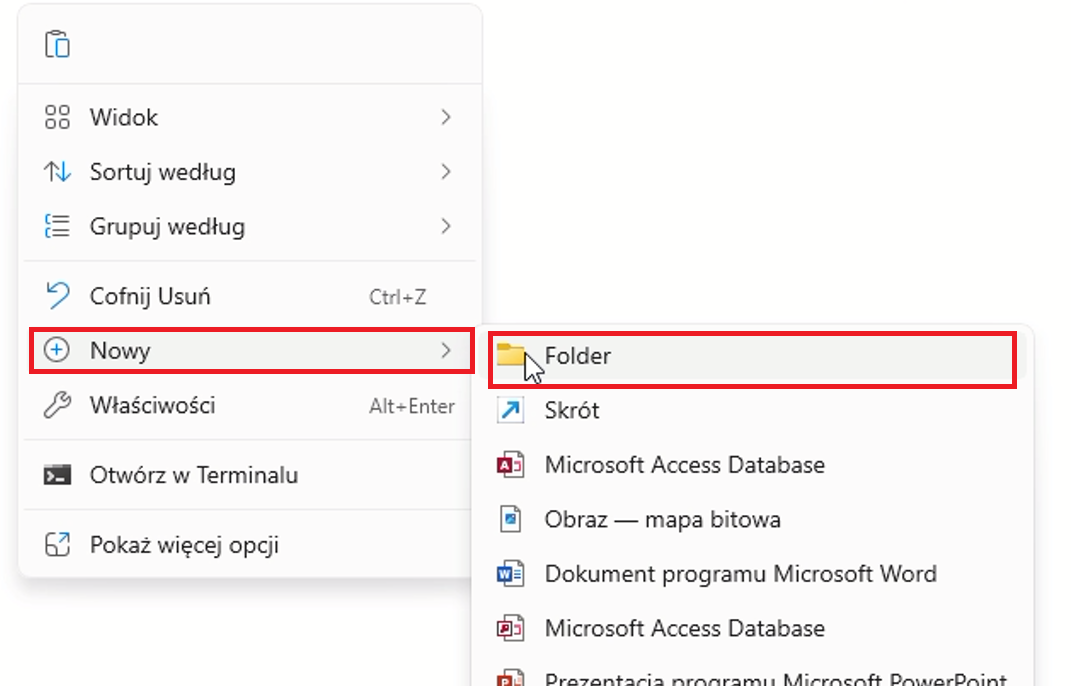 Widok
Sortuj według
Grupuj według
Cofnij Usuń Ctrl+Z
Nowy
Właściwości Alt+Enter
Otwórz w Terminalu
Pokaż więcej opcji
Folder
Skrót
Microsoft Access Database
Obraz — mapa bitowa
Dokument programu Microsoft Word
Microsoft Access Database
Prezentacja programu Microsoft PowerPoint